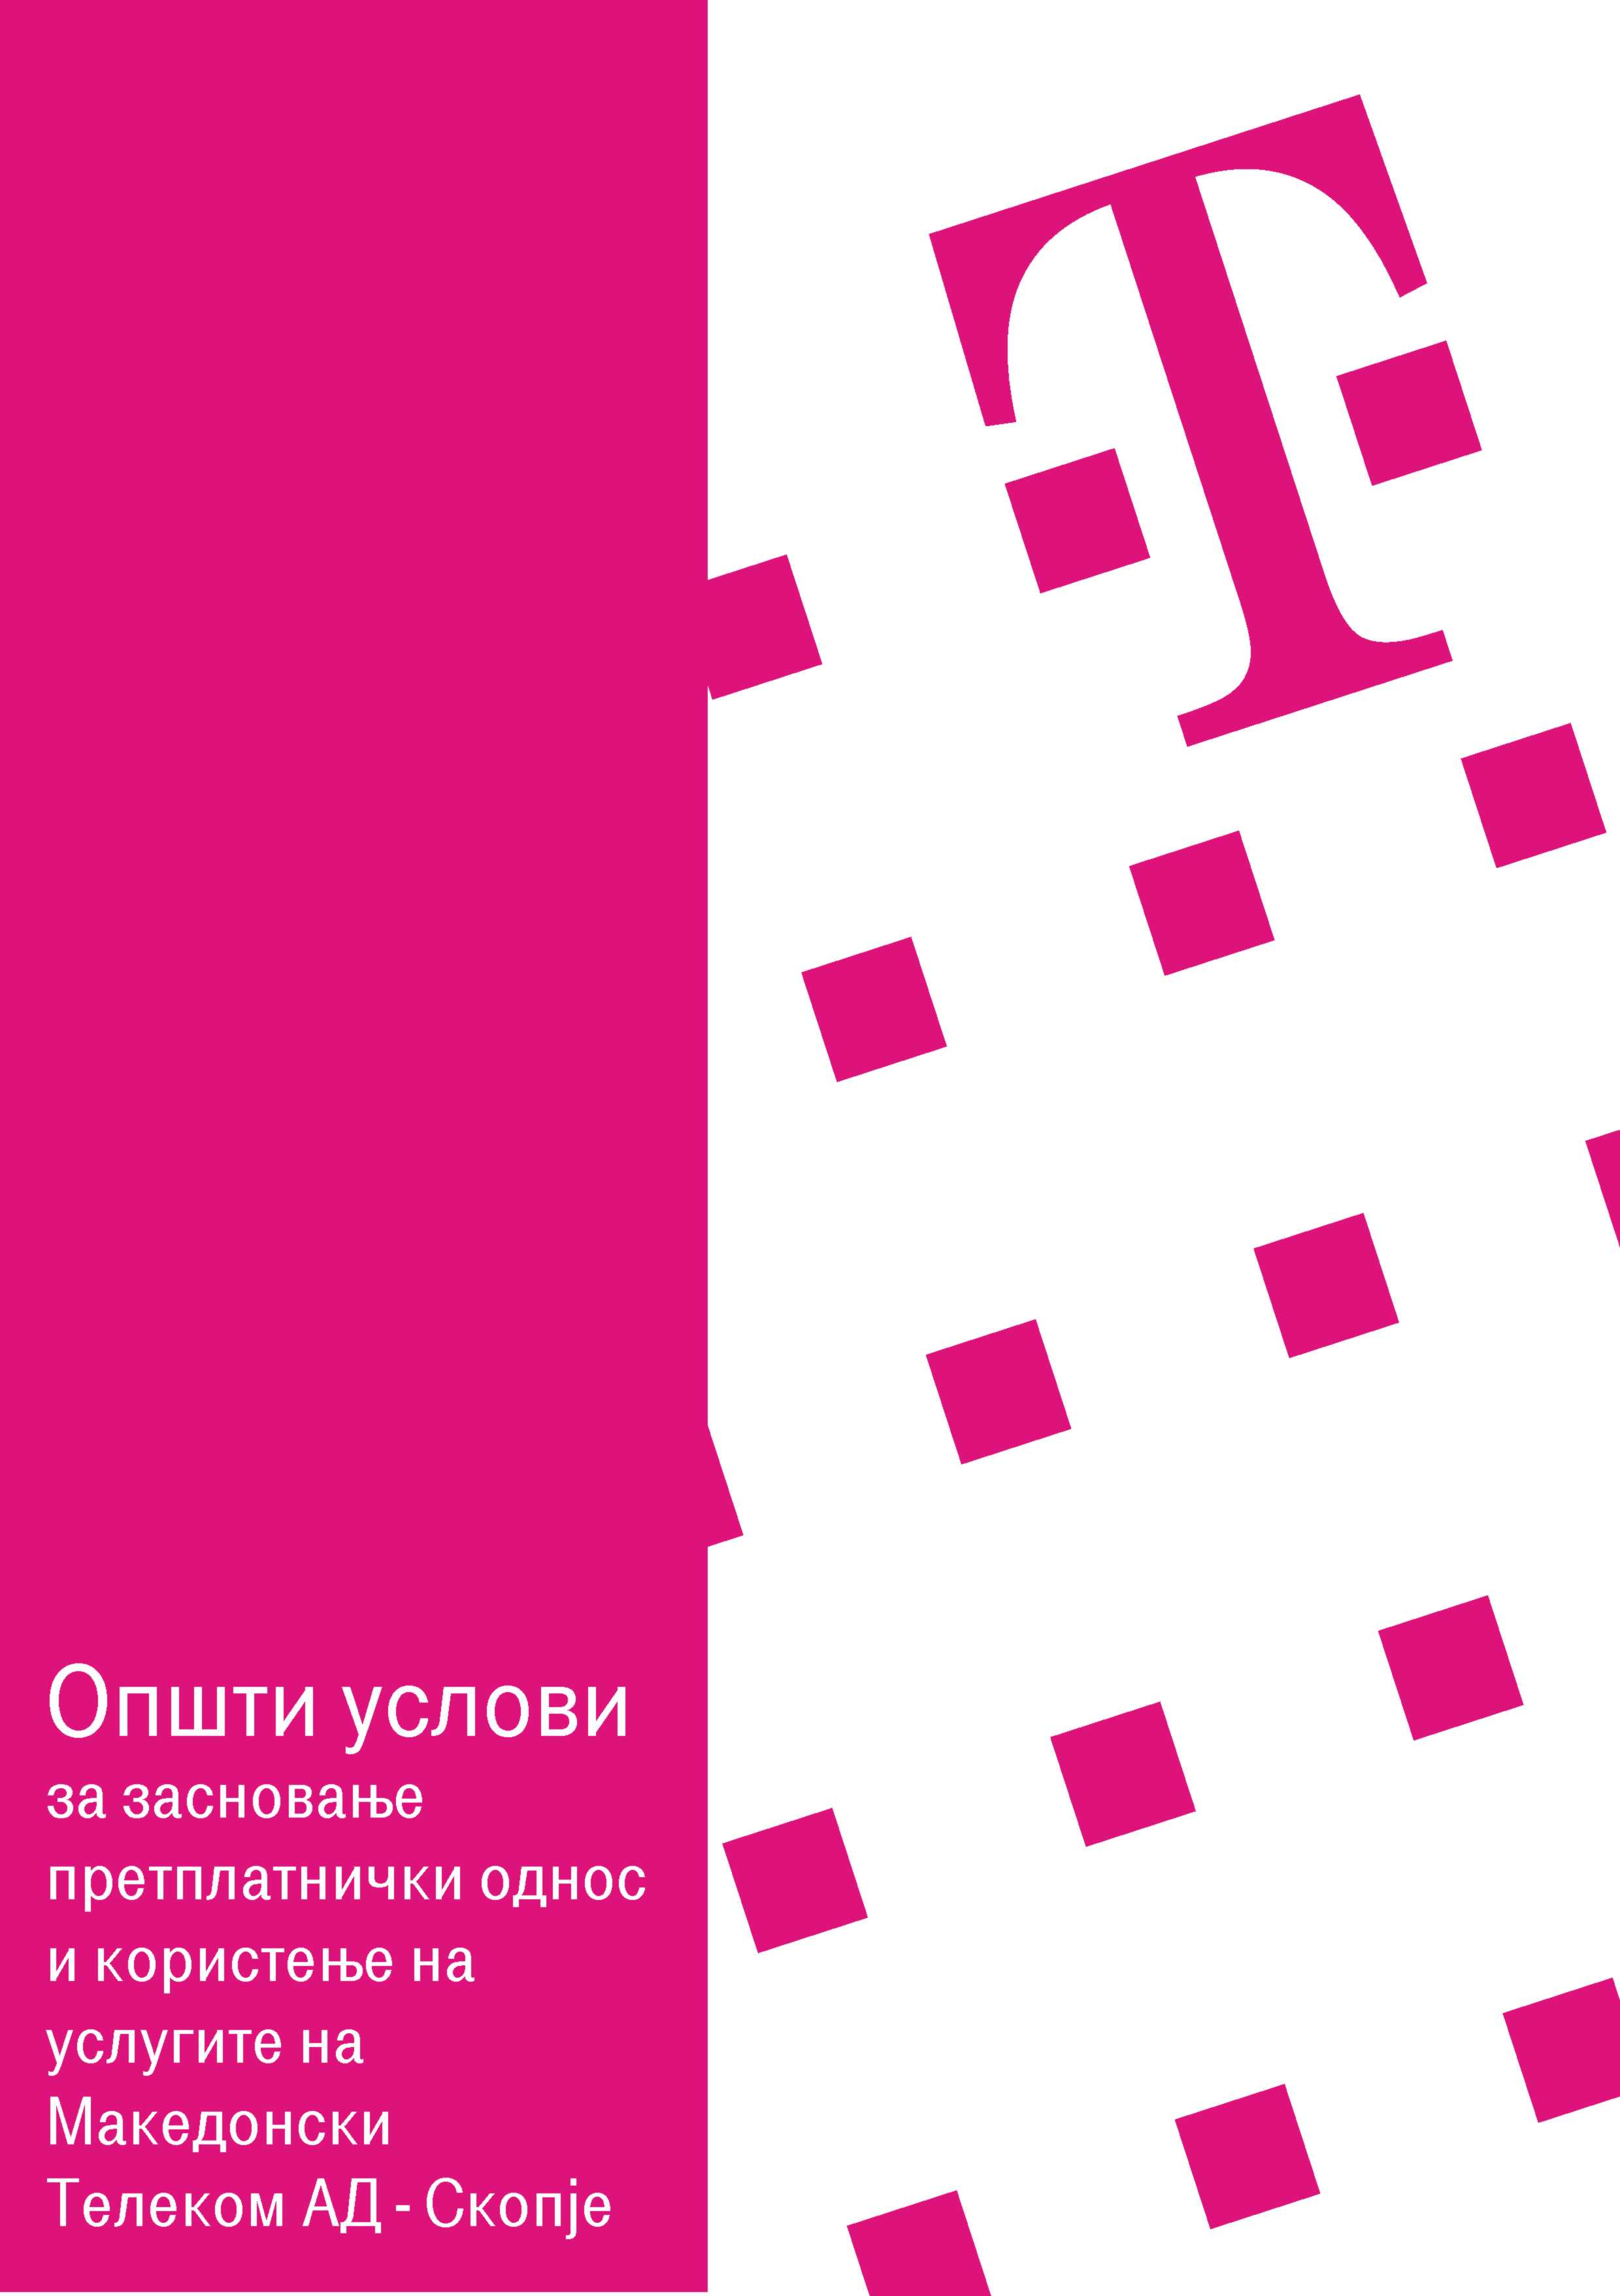 Т
Општи услови
за засновање
претплатнички однос
и користење на
услугите на
Македонски
Телеком АД - Скопје